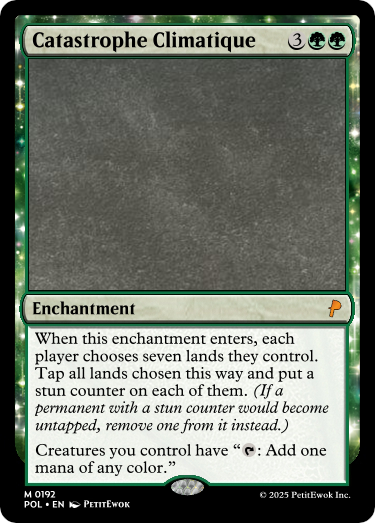 Catastrophe Climatique 3
Enchantment
When this enchantment enters, each
player chooses seven lands they control.
Tap all lands chosen this way and put a
stun counter on each of them. (If a
permanent with a stun counter would become
untapped, remove one from it instead.)
Creatures you control have “: Add one
mana of any color.”
M 0192
POL • EN PetitEwok
© 2025 PetitEwok Inc.